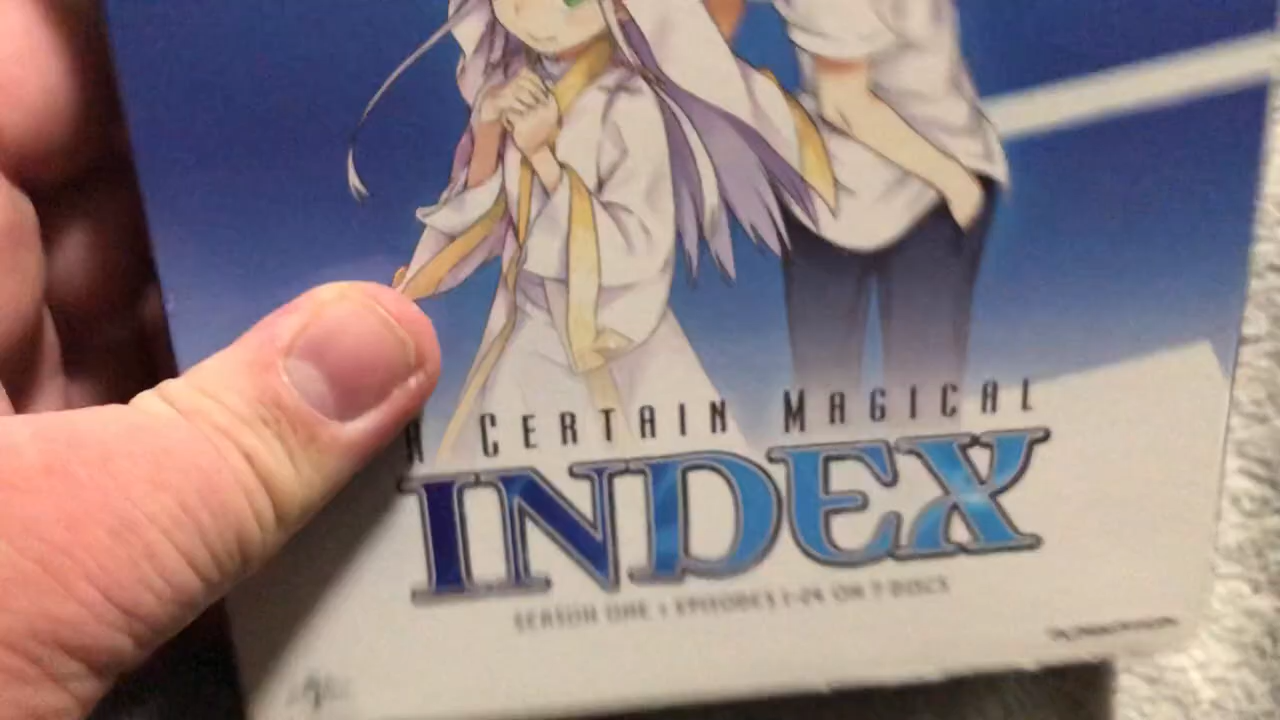 A CERTAIN MAGICAL
INDEX
SEASON ONE • EPISODES 1-24 ON 7 DISCS